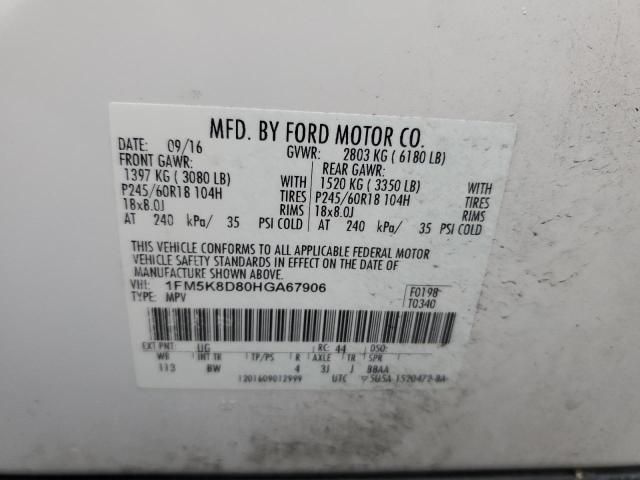 MFD. BY FORD MOTOR CO.
DATE: 09/16 GVWR: 2803 KG ( 6180 LB)
FRONT GAWR: REAR GAWR:
1397 KG ( 3080 LB) WITH 1520 KG ( 3350 LB) WITH
P245/60R18 104H TIRES P245/60R18 104H TIRES
18x8.0J RIMS 18x8.0J RIMS
AT 240 kPa/ 35 PSI COLD AT 240 kPa/ 35 PSI COLD
THIS VEHICLE CONFORMS TO ALL APPLICABLE FEDERAL MOTOR
VEHICLE SAFETY STANDARDS IN EFFECT ON THE DATE OF
MANUFACTURE SHOWN ABOVE.
VIN: 1FM5K8D80HGA67906 F0198
TYPE: MPV T0340
EXT PNT: UG RC: 44 DSO:
WB INT TR TP/PS R AXLE TR SPR
113 BW 4 3J J BBAA
1201609012999 UTC